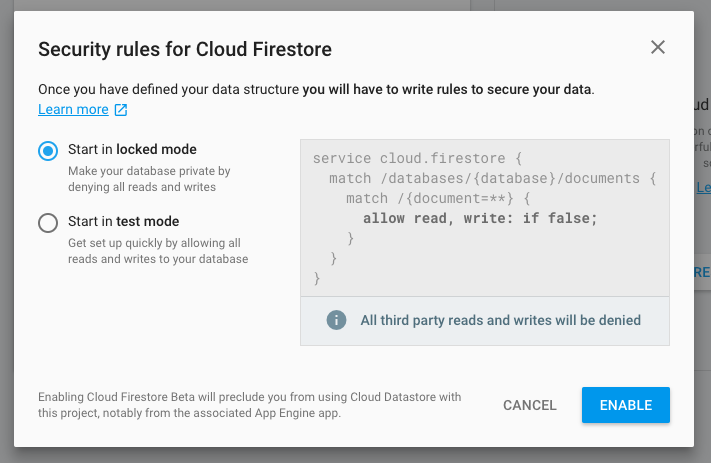 Security rules for Cloud Firestore
Once you have defined your data structure you will have to write rules to secure your data.
Learn more
Start in locked mode
Make your database private by
denying all reads and writes
Start in test mode
Get set up quickly by allowing all
reads and writes to your database
service cloud.firestore {
match /databases/{database}/documents {
match /{document=**} {
allow read, write: if false;
}
}
}
All third party reads and writes will be denied
Enabling Cloud Firestore Beta will preclude you from using Cloud Datastore with
this project, notably from the associated App Engine app.
CANCEL
ENABLE